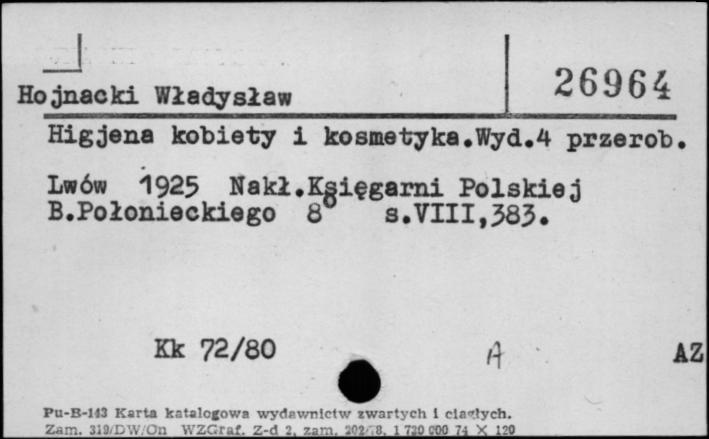 26964
Hojnacki Władysław
Higjena kobiety i kosmetyka.Wyd.4 przerob.
Lwów 1925 Nakł.Księgarni Polskiej
B.Połonieckiego 8° s.VIII,383.
Kk 72/80 A AZ
Pu-B-143 Karta katalogowa wydawnictw zwartych i ciągłych.
Zam. 319/DW/On WZGraf. Z-d 2, zam. 202/78. 1 720 000 74 X 120